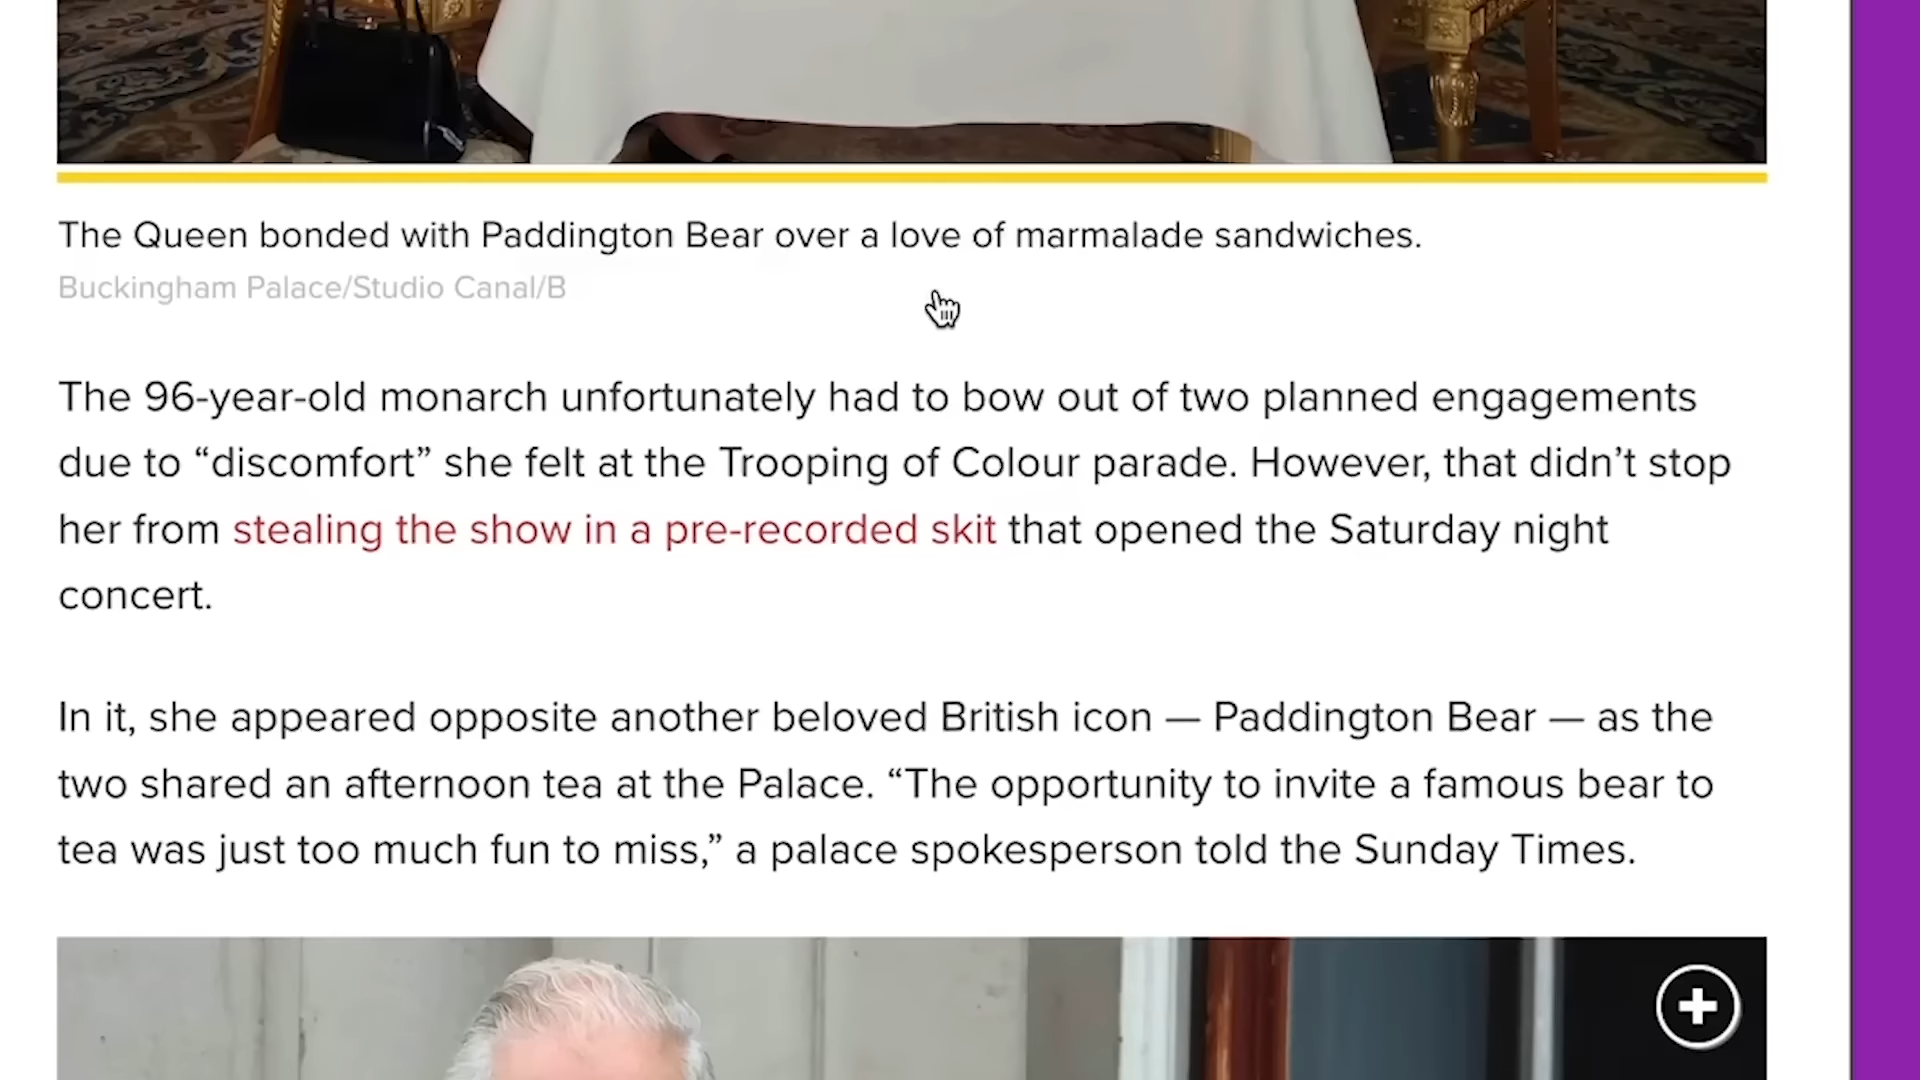 The Queen bonded with Paddington Bear over a love of marmalade sandwiches.
Buckingham Palace/Studio Canal/B
The 96-year-old monarch unfortunately had to bow out of two planned engagements
due to “discomfort” she felt at the Trooping of Colour parade. However, that didn’t stop
her from stealing the show in a pre-recorded skit that opened the Saturday night
concert.
In it, she appeared opposite another beloved British icon — Paddington Bear — as the
two shared an afternoon tea at the Palace. “The opportunity to invite a famous bear to
tea was just too much fun to miss,” a palace spokesperson told the Sunday Times.